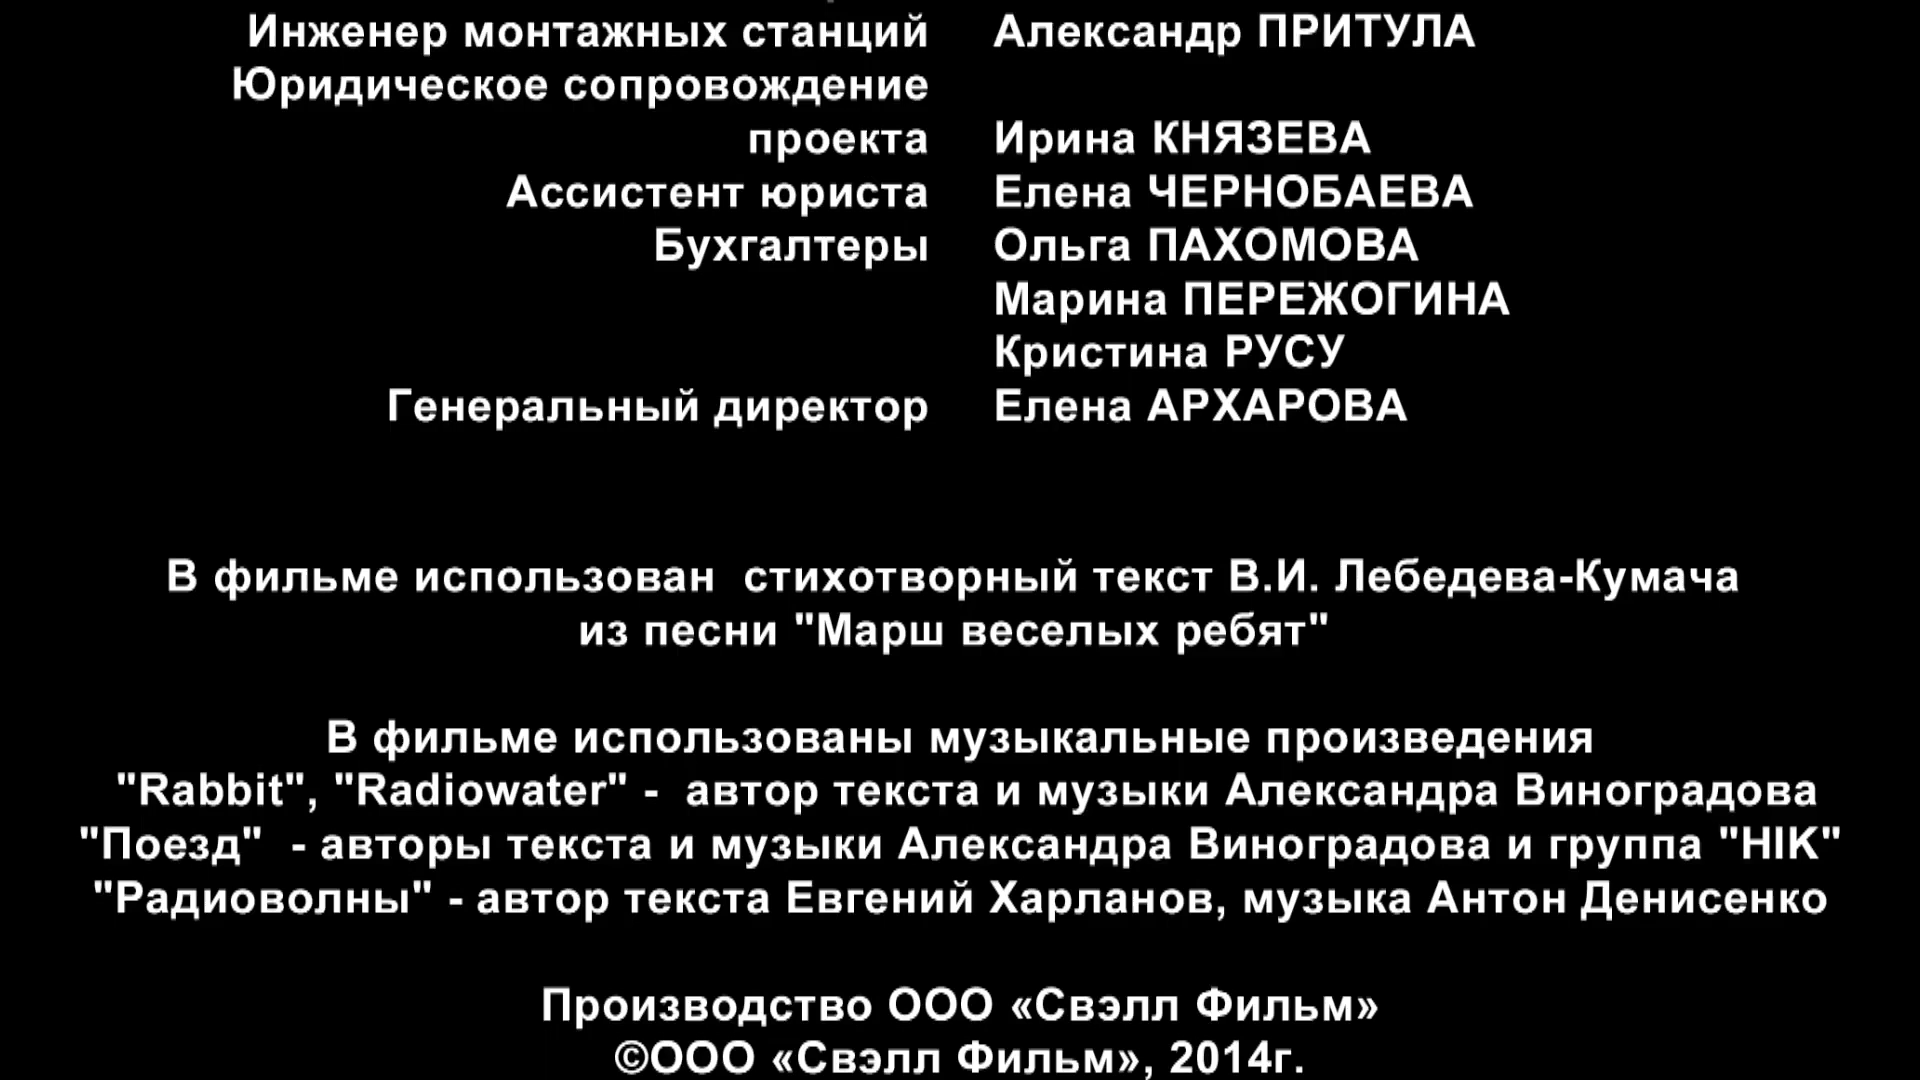 Инженер монтажных станций Александр ПРИТУЛА
Юридическое сопровождение
проекта Ирина КНЯЗЕВА
Ассистент юриста Елена ЧЕРНОБАЕВА
Бухгалтеры Ольга ПАХОМОВА
Марина ПЕРЕЖОГИНА
Кристина РУСУ
Генеральный директор Елена АРХАРОВА
В фильме использован стихотворный текст В.И. Лебедева-Кумача
из песни "Марш веселых ребят"
В фильме использованы музыкальные произведения
"Rabbit", "Radiowater" - автор текста и музыки Александра Виноградова
"Поезд" - авторы текста и музыки Александра Виноградова и группа "HIK"
"Радиоволны" - автор текста Евгений Харланов, музыка Антон Денисенко
Производство ООО «Свэлл Фильм»
©ООО «Свэлл Фильм», 2014г.